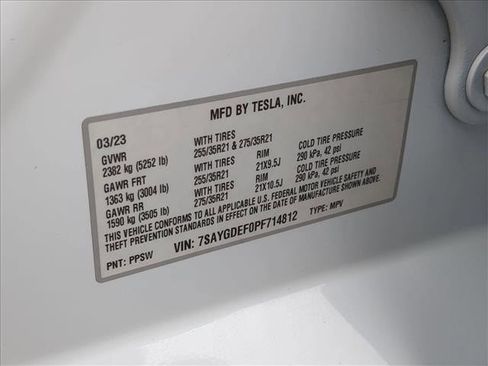 MFD BY TESLA, INC.
03/23
GVWR WITH TIRES
2382 kg (5252 lb) 255/35R21 & 275/35R21
GAWR FRT WITH TIRES RIM COLD TIRE PRESSURE
1363 kg (3004 lb) 255/35R21 21X9.5J 290 kPa, 42 psi
GAWR RR WITH TIRES RIM COLD TIRE PRESSURE
1590 kg (3505 lb) 275/35R21 21X10.5J 290 kPa, 42 psi
THIS VEHICLE CONFORMS TO ALL APPLICABLE U.S. FEDERAL MOTOR VEHICLE SAFETY AND
THEFT PREVENTION STANDARDS IN EFFECT ON THE DATE OF MANUFACTURE SHOWN ABOVE.
VIN: 7SAYGDEF0PF714812 TYPE: MPV
PNT: PPSW